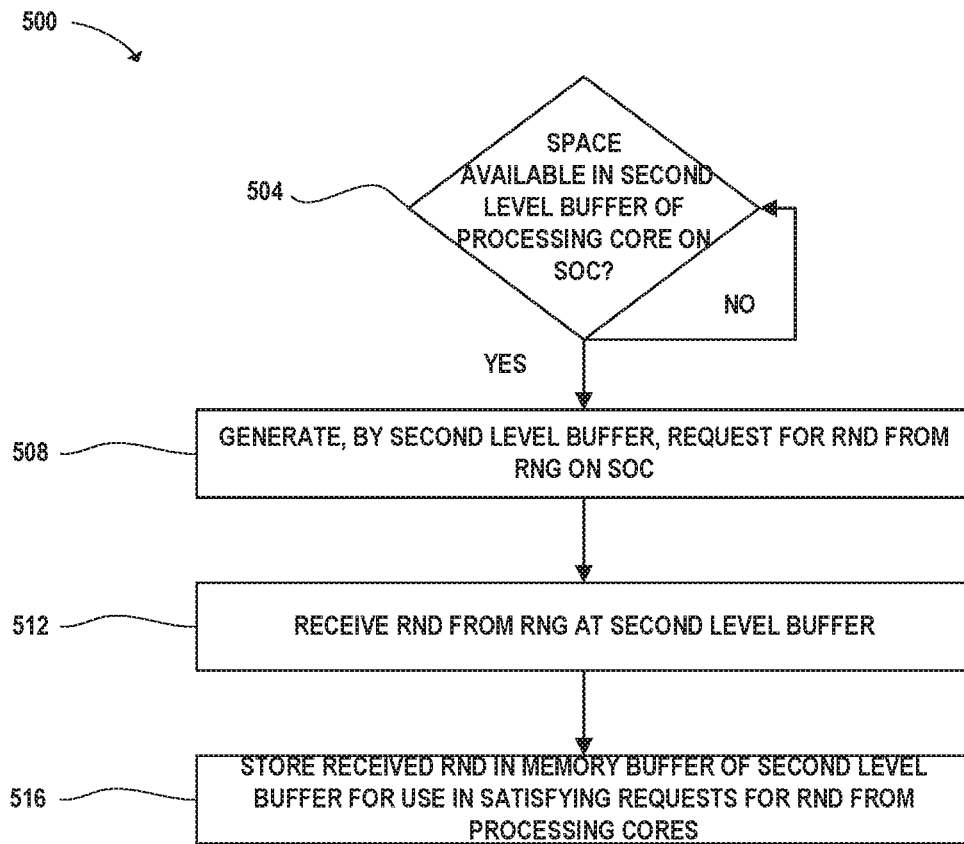 500
504
SPACE
AVAILABLE IN SECOND
LEVEL BUFFER OF
PROCESSING CORE ON
SOC?
NO
YES
508
GENERATE, BY SECOND LEVEL BUFFER, REQUEST FOR RND FROM
RNG ON SOC
512
RECEIVE RND FROM RNG AT SECOND LEVEL BUFFER
516
STORE RECEIVED RND IN MEMORY BUFFER OF SECOND LEVEL
BUFFER FOR USE IN SATISFYING REQUESTS FOR RND FROM
PROCESSING CORES